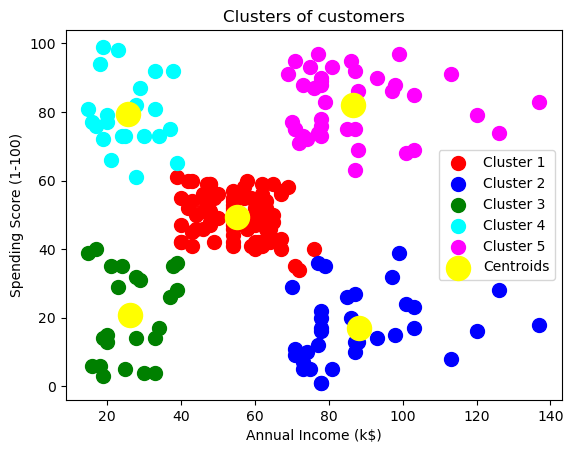 Clusters of customers
Spending Score (1-100)
100
80
60
40
20
0
Cluster 1
Cluster 2
Cluster 3
Cluster 4
Cluster 5
Centroids
20 40 60 80 100 120 140
Annual Income (k$)